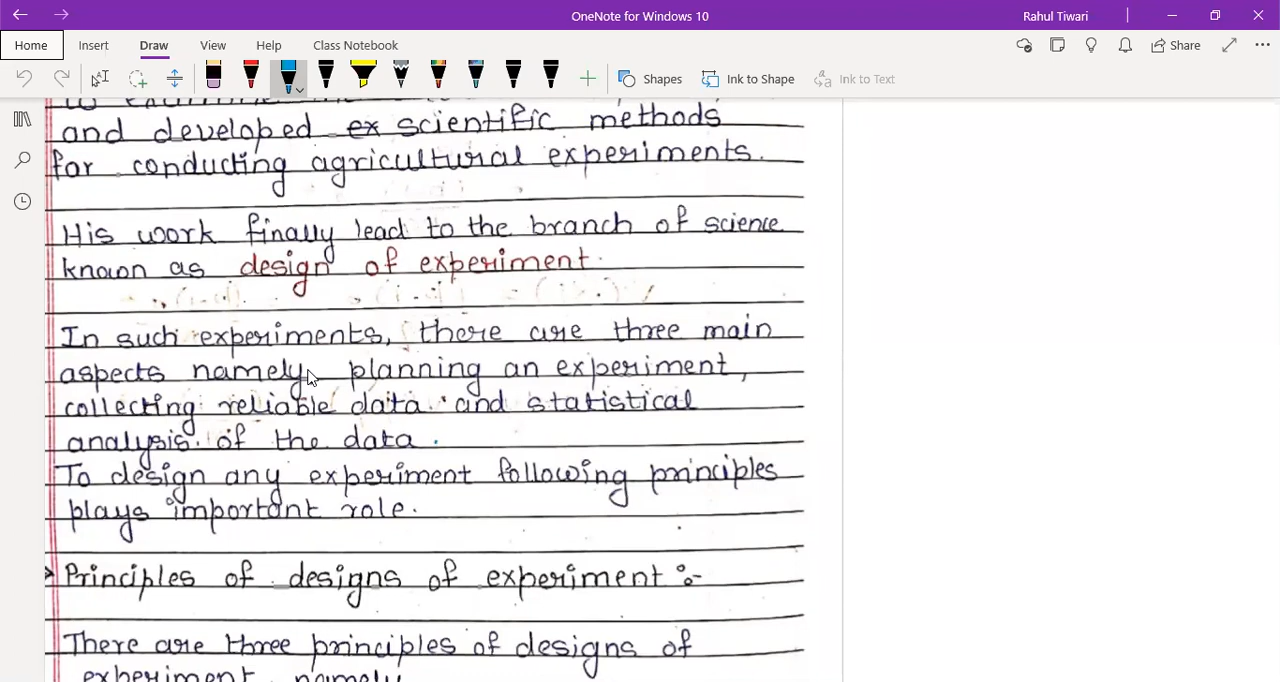 OneNote for Windows 10
Rahul Tiwari
Home Insert Draw View Help Class Notebook
Share
Shapes Ink to Shape Ink to Text
and developed ex scientific methods
for conducting agricultural experiments.
His work finally lead to the branch of science
known as design of experiment.
In such experiments, there are three main
aspects namely, planning an experiment,
collecting reliable data and statistical
analysis of the data.
To design any experiment following principles
plays important role.
Principles of designs of experiment :-
There are three principles of designs of
experiment namely